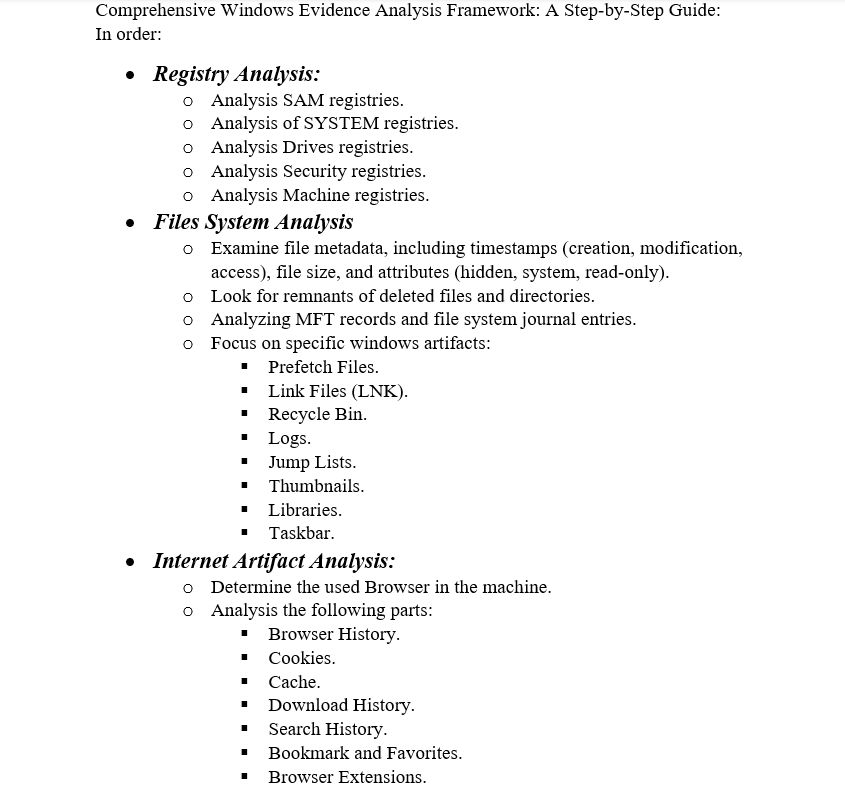 Comprehensive Windows Evidence Analysis Framework: A Step-by-Step Guide:
In order:
• Registry Analysis:
o Analysis SAM registries.
o Analysis of SYSTEM registries.
o Analysis Drives registries.
o Analysis Security registries.
o Analysis Machine registries.
• Files System Analysis
o Examine file metadata, including timestamps (creation, modification,
access), file size, and attributes (hidden, system, read-only).
o Look for remnants of deleted files and directories.
o Analyzing MFT records and file system journal entries.
o Focus on specific windows artifacts:
▪ Prefetch Files.
▪ Link Files (LNK).
▪ Recycle Bin.
▪ Logs.
▪ Jump Lists.
▪ Thumbnails.
▪ Libraries.
▪ Taskbar.
• Internet Artifact Analysis:
o Determine the used Browser in the machine.
o Analysis the following parts:
▪ Browser History.
▪ Cookies.
▪ Cache.
▪ Download History.
▪ Search History.
▪ Bookmark and Favorites.
▪ Browser Extensions.